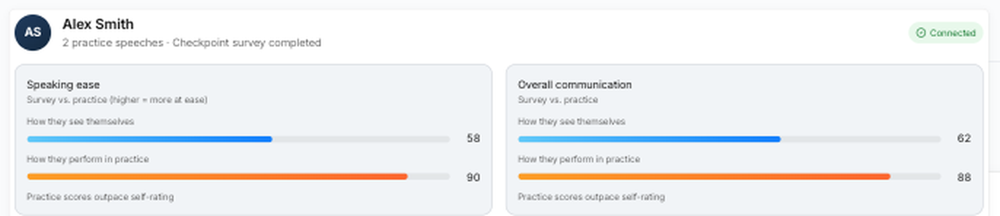 AS
Alex Smith
2 practice speeches · Checkpoint survey completed
Connected
Speaking ease
Survey vs. practice (higher = more at ease)
How they see themselves
58
How they perform in practice
90
Practice scores outpace self-rating
Overall communication
Survey vs. practice
How they see themselves
62
How they perform in practice
88
Practice scores outpace self-rating